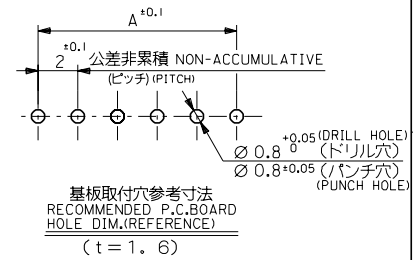 A ±0.1
2 ±0.1 公差非累積 NON-ACCUMULATIVE
(ピッチ)(PITCH)
Ø 0.8 +0.05 0 (DRILL HOLE)
(ドリル穴)
Ø 0.8±0.05 (パンチ穴)
(PUNCH HOLE)
基板取付穴参考寸法
RECOMMENDED P.C.BOARD
HOLE DIM.(REFERENCE)
(t=1.6)